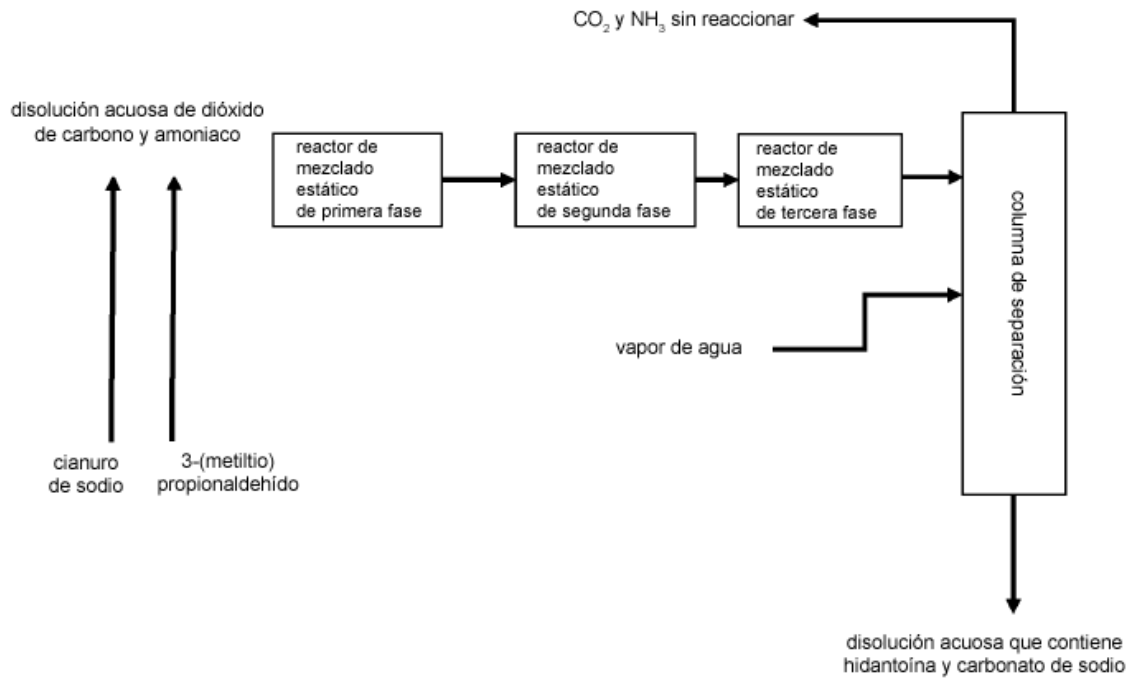 CO₂ y NH₃ sin reaccionar
disolución acuosa de dióxido
de carbono y amoniaco
reactor de
mezclado
estático
de primera fase
reactor de
mezclado
estático
de segunda fase
reactor de
mezclado
estático
de tercera fase
columna de separación
vapor de agua
cianuro
de sodio
3-(metiltio)
propionaldehído
disolución acuosa que contiene
hidantoína y carbonato de sodio